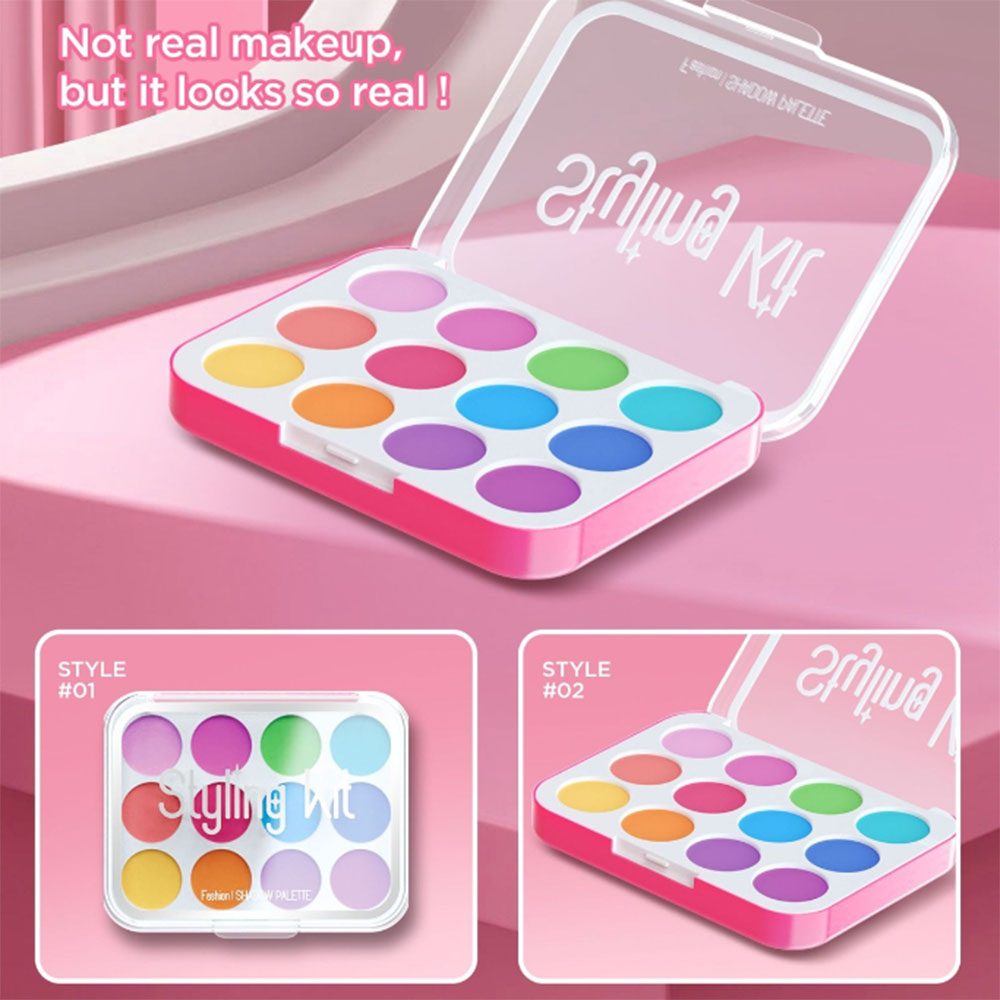 Not real makeup,
but it looks so real !
Fashion | SHADOW PALETTE
Styling Kit
STYLE
#01
Styling Kit
Fashion | SHADOW PALETTE
STYLE
#02
Styling